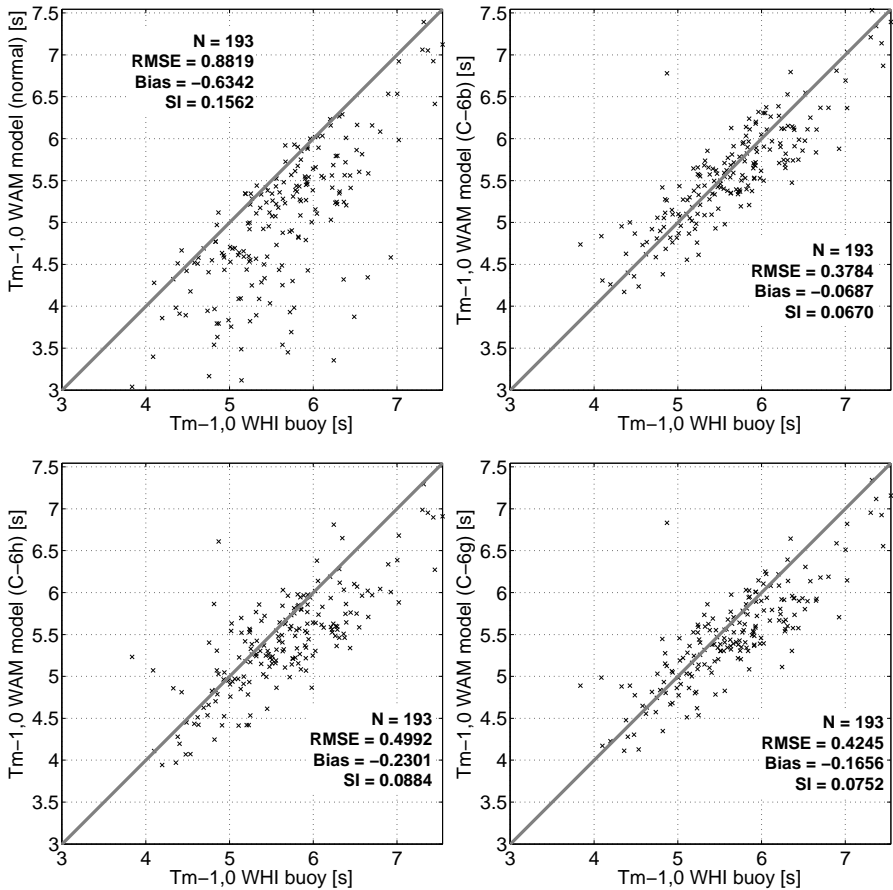 Tm−1,0 WAM model (normal) [s]
7.5
7
6.5
6
5.5
5
4.5
4
3.5
3
N = 193
RMSE = 0.8819
Bias = −0.6342
SI = 0.1562
3 4 5 6 7
Tm−1,0 WHI buoy [s]
Tm−1,0 WAM model (C−6b) [s]
7.5
7
6.5
6
5.5
5
4.5
4
3.5
3
N = 193
RMSE = 0.3784
Bias = −0.0687
SI = 0.0670
3 4 5 6 7
Tm−1,0 WHI buoy [s]
Tm−1,0 WAM model (C−6h) [s]
7.5
7
6.5
6
5.5
5
4.5
4
3.5
3
N = 193
RMSE = 0.4992
Bias = −0.2301
SI = 0.0884
3 4 5 6 7
Tm−1,0 WHI buoy [s]
Tm−1,0 WAM model (C−6g) [s]
7.5
7
6.5
6
5.5
5
4.5
4
3.5
3
N = 193
RMSE = 0.4245
Bias = −0.1656
SI = 0.0752
3 4 5 6 7
Tm−1,0 WHI buoy [s]